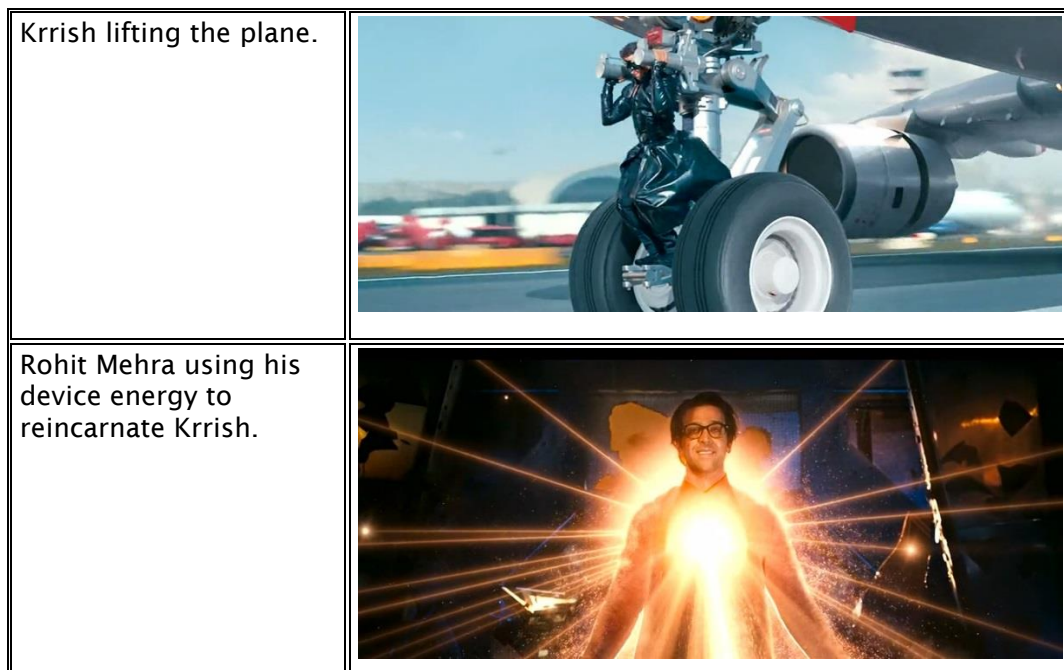 Krrish lifting the plane.
Rohit Mehra using his
device energy to
reincarnate Krrish.